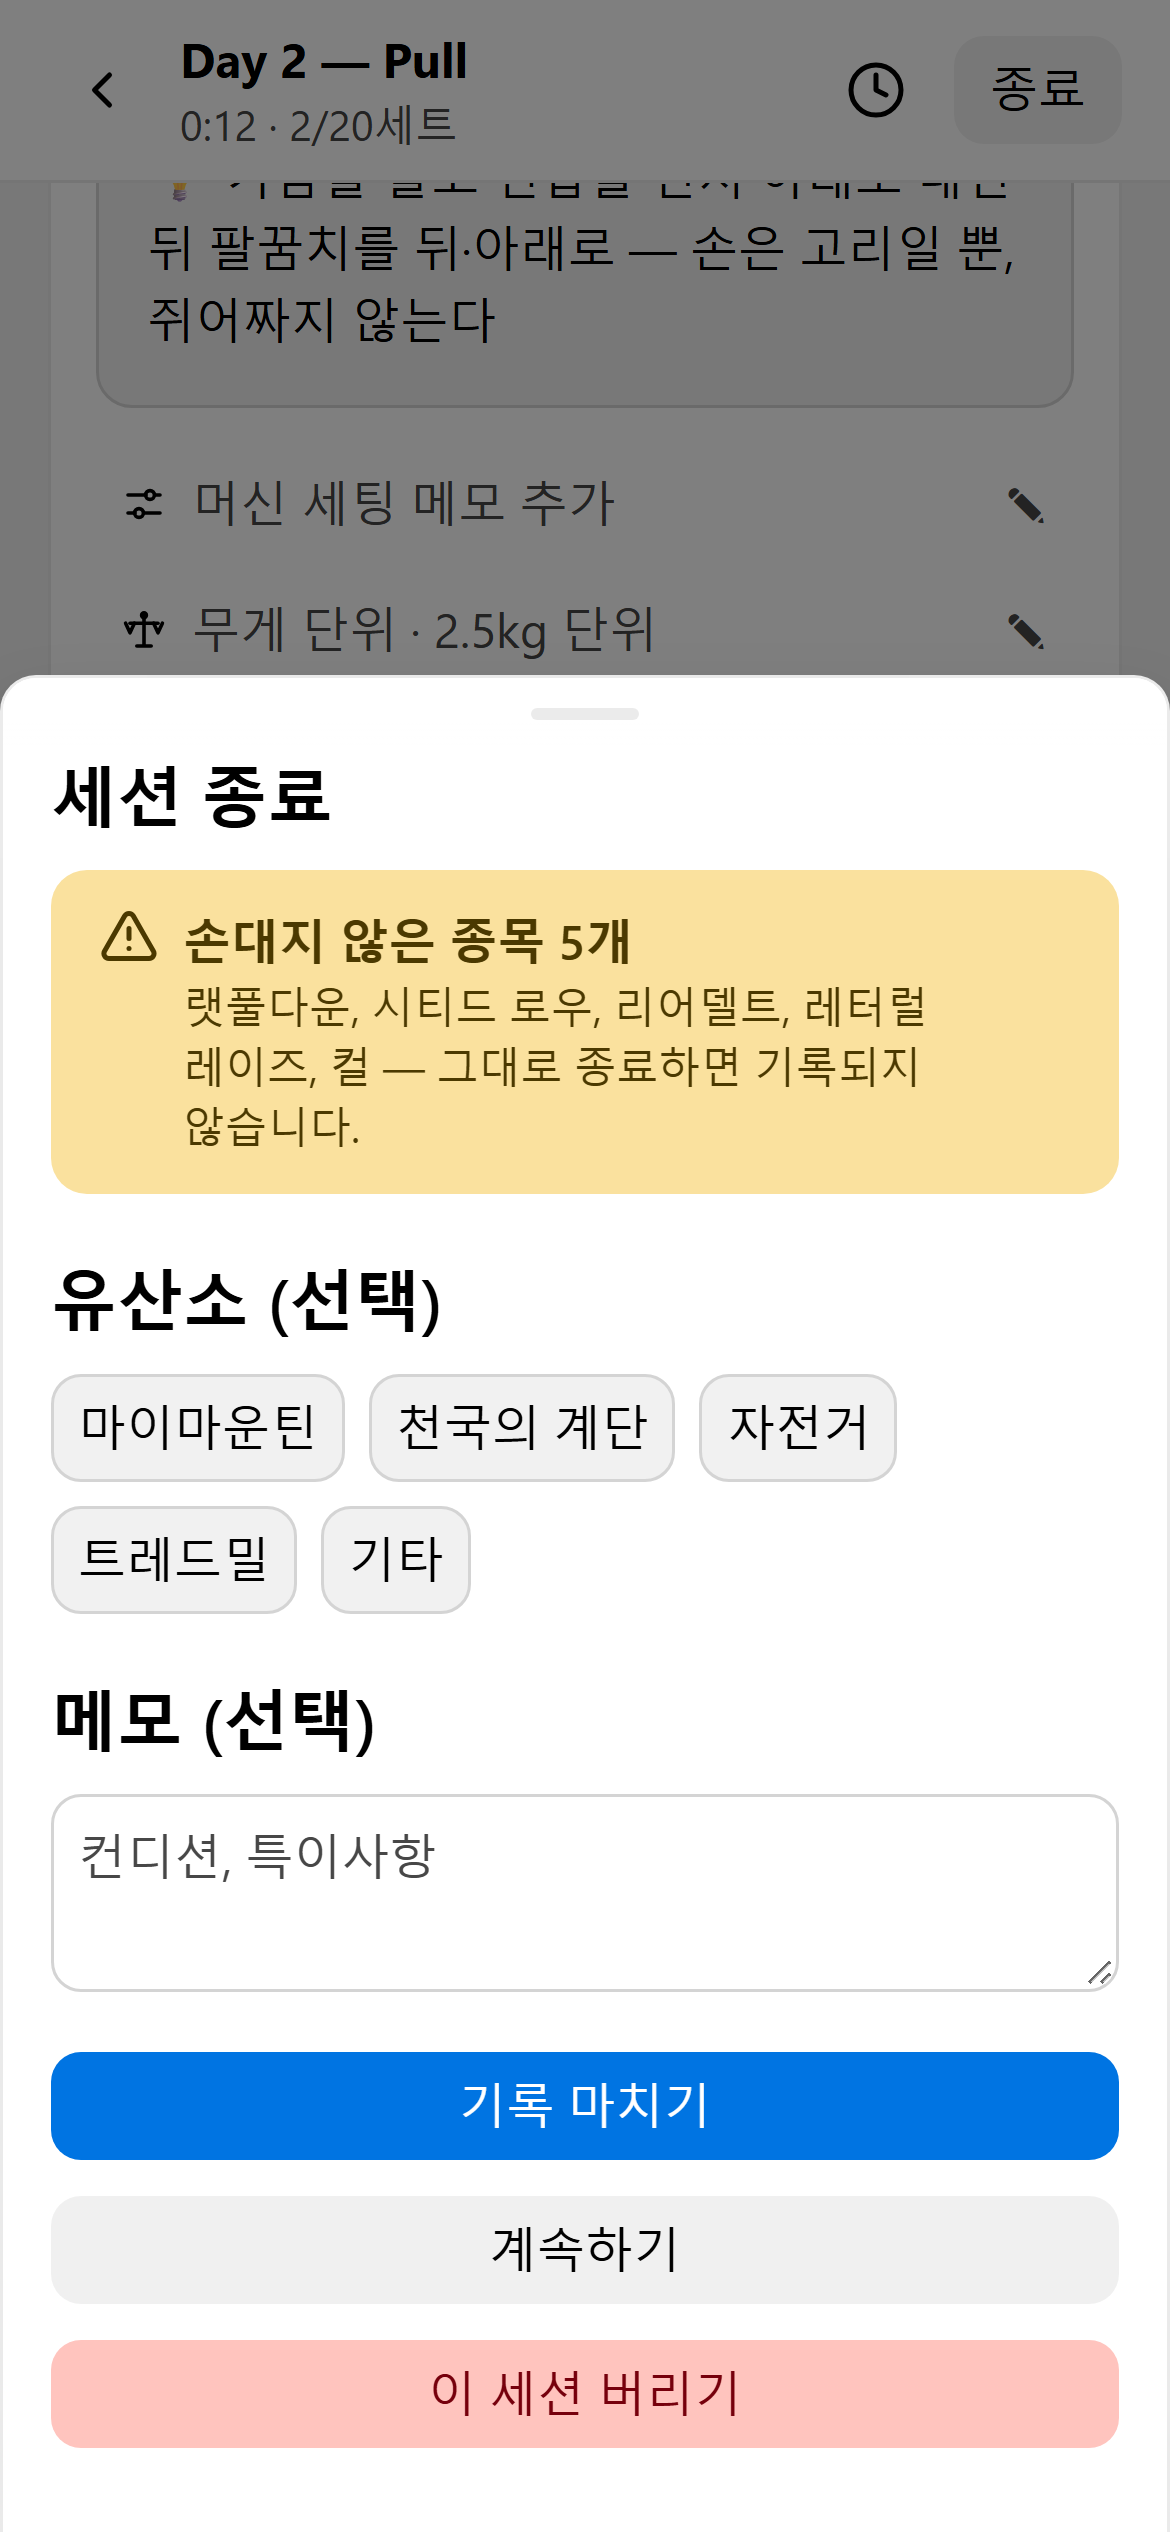 Day 2 — Pull
0:12 · 2/20세트
종료
뒤 팔꿈치를 뒤·아래로 — 손은 고리일 뿐,
쥐어짜지 않는다
머신 세팅 메모 추가
무게 단위 · 2.5kg 단위
세션 종료
손대지 않은 종목 5개
랫풀다운, 시티드 로우, 리어델트, 레터럴
레이즈, 컬 — 그대로 종료하면 기록되지
않습니다.
유산소 (선택)
마이마운틴
천국의 계단
자전거
트레드밀
기타
메모 (선택)
컨디션, 특이사항
기록 마치기
계속하기
이 세션 버리기